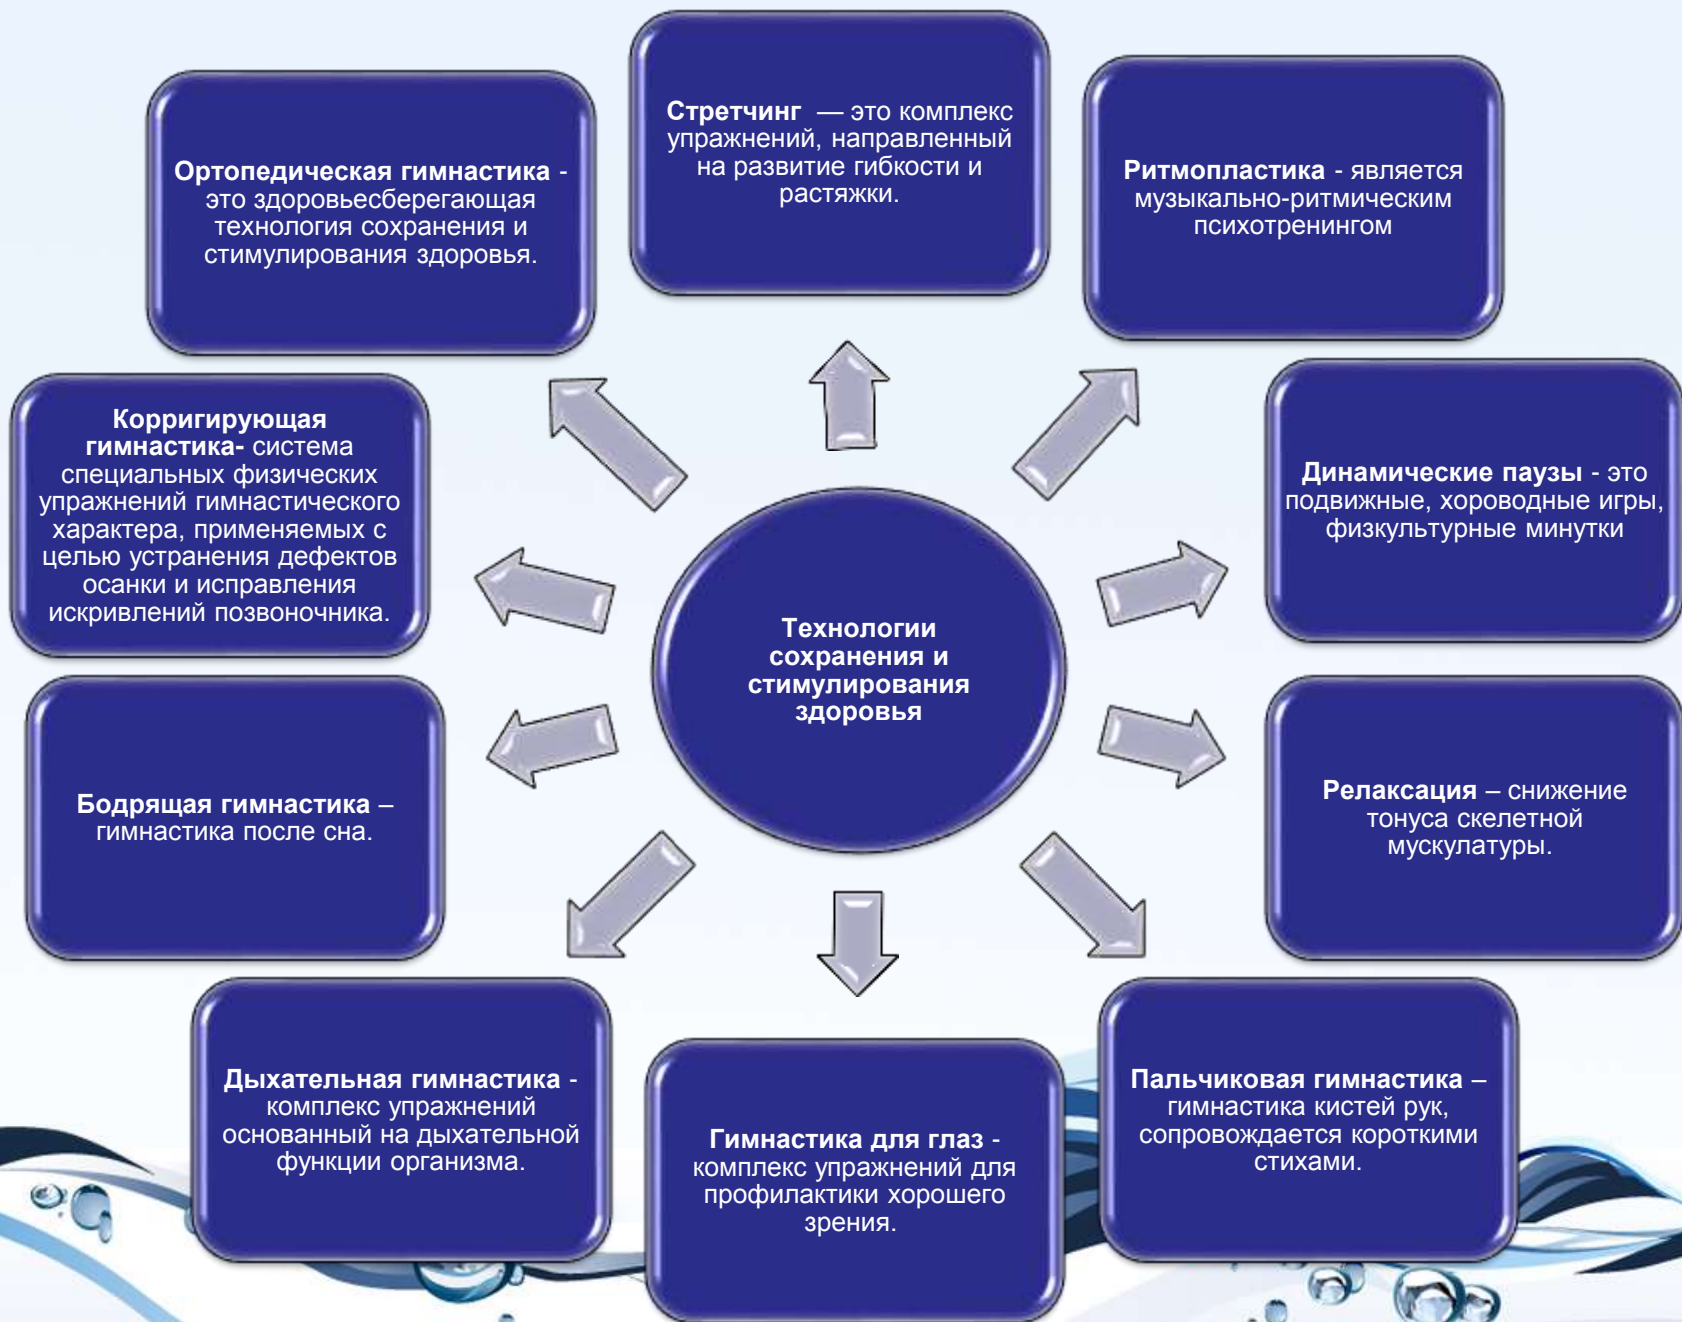 Стретчинг — это комплекс
упражнений, направленный
на развитие гибкости и
растяжки.
Ортопедическая гимнастика -
это здоровьесберегающая
технология сохранения и
стимулирования здоровья.
Ритмопластика - является
музыкально-ритмическим
психотренингом
Корригирующая
гимнастика- система
специальных физических
упражнений гимнастического
характера, применяемых с
целью устранения дефектов
осанки и исправления
искривлений позвоночника.
Динамические паузы - это
подвижные, хороводные игры,
физкультурные минутки
Технологии
сохранения и
стимулирования
здоровья
Бодрящая гимнастика –
гимнастика после сна.
Релаксация – снижение
тонуса скелетной
мускулатуры.
Дыхательная гимнастика -
комплекс упражнений
основанный на дыхательной
функции организма.
Гимнастика для глаз -
комплекс упражнений для
профилактики хорошего
зрения.
Пальчиковая гимнастика –
гимнастика кистей рук,
сопровождается короткими
стихами.